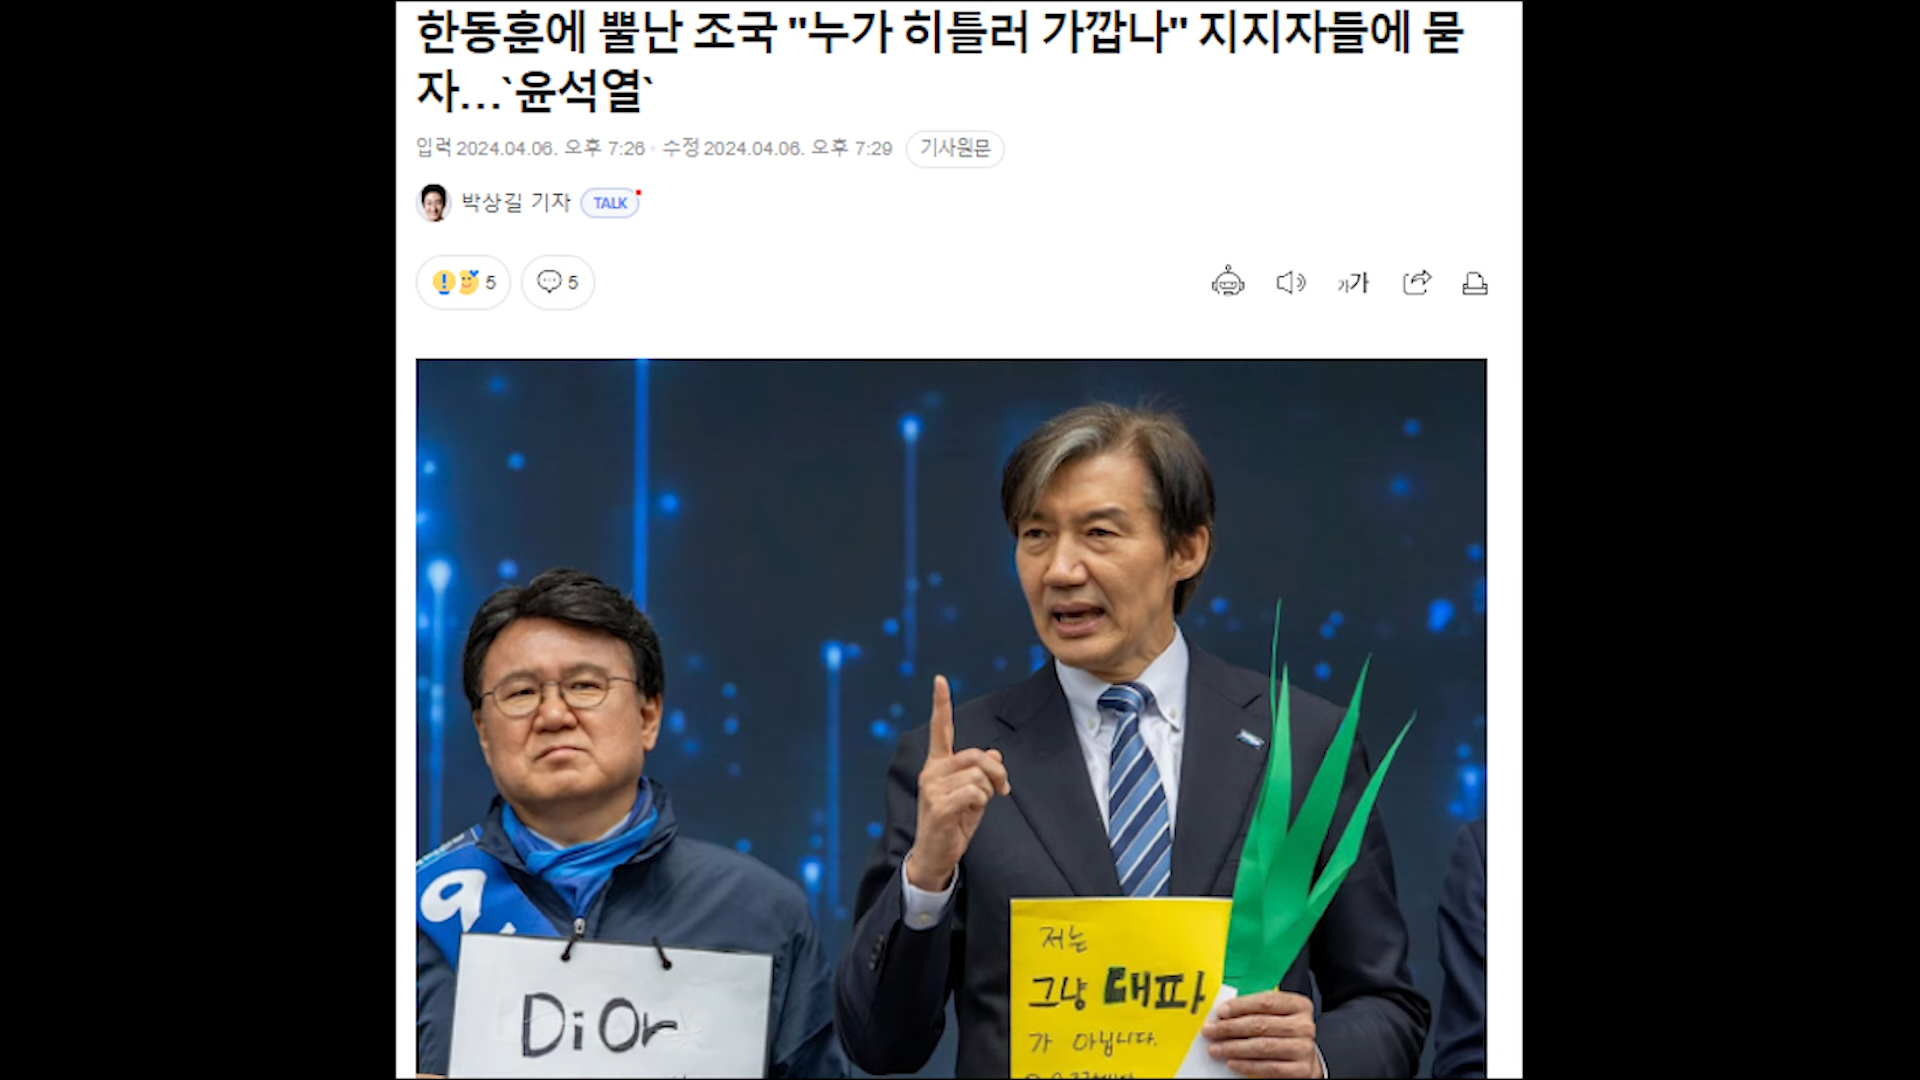 한동훈에 뿔난 조국 "누가 히틀러 가깝나" 지지자들에 묻
자…`윤석열`
입력 2024.04.06. 오후 7:26 · 수정 2024.04.06. 오후 7:29 기사원문
박상길 기자 TALK
5 5
가가
DiOr
저는
그냥 대파
가 아닙니다.